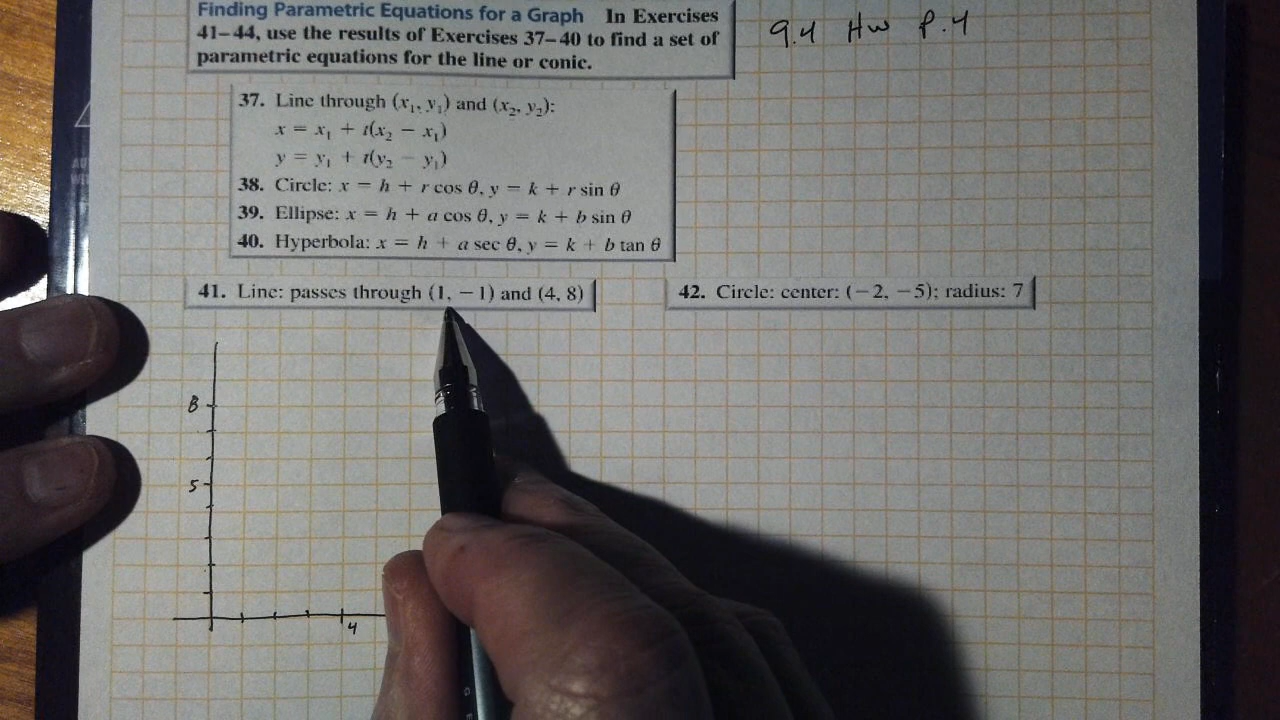 Finding Parametric Equations for a Graph In Exercises
41–44, use the results of Exercises 37–40 to find a set of
parametric equations for the line or conic.
9.4 Hw P.4
37. Line through (x₁, y₁) and (x₂, y₂):
x = x₁ + t(x₂ − x₁)
y = y₁ + t(y₂ − y₁)
38. Circle: x = h + r cos θ, y = k + r sin θ
39. Ellipse: x = h + a cos θ, y = k + b sin θ
40. Hyperbola: x = h + a sec θ, y = k + b tan θ
41. Line: passes through (1, −1) and (4, 8)
42. Circle: center: (−2, −5); radius: 7
8
5
4